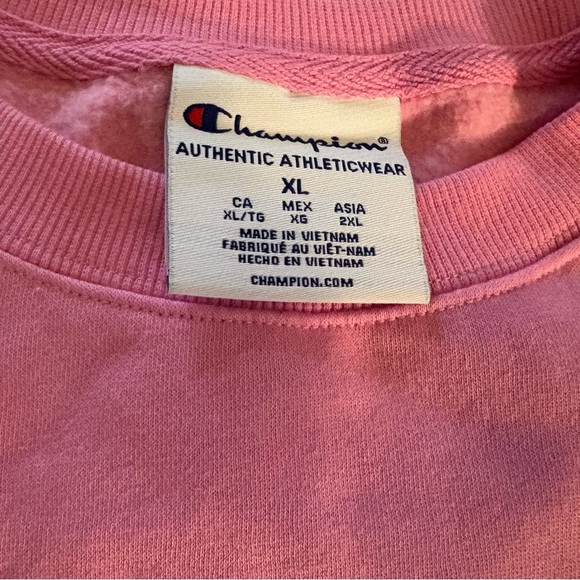 Champion®
AUTHENTIC ATHLETICWEAR
XL
CA MEX ASIA
XL/TG XG 2XL
MADE IN VIETNAM
FABRIQUÉ AU VIÊT-NAM
HECHO EN VIETNAM
CHAMPION.COM